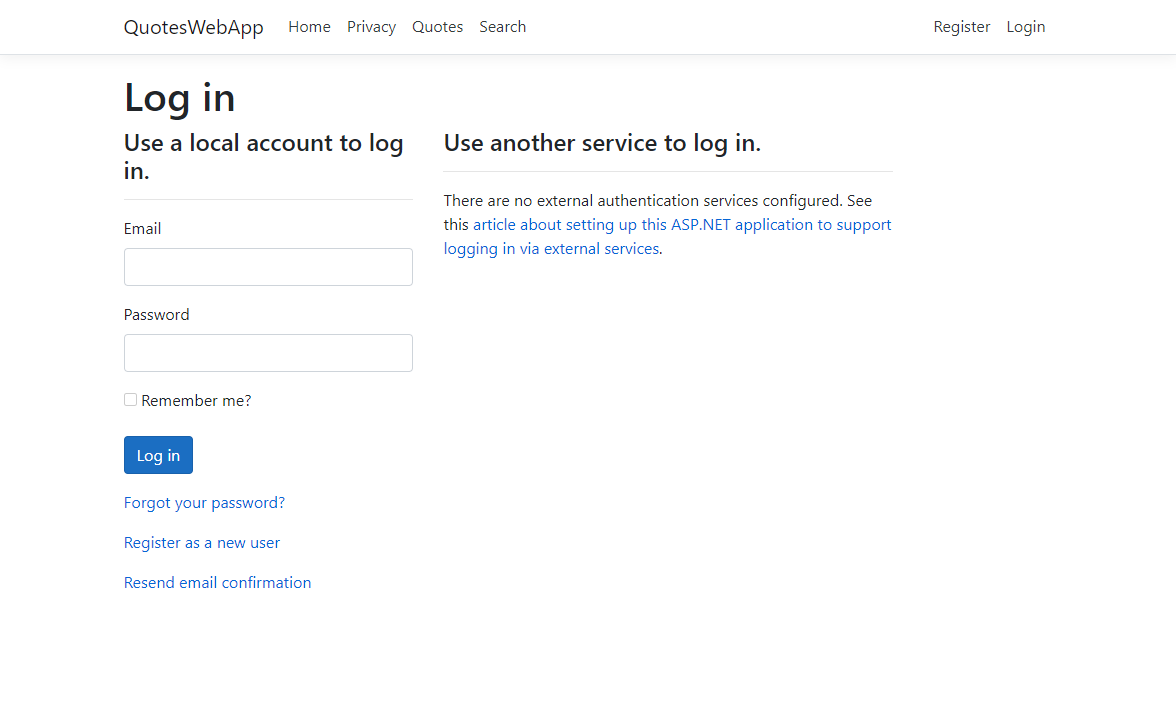 QuotesWebApp Home Privacy Quotes Search Register Login
Log in
Use a local account to log
in.
Email
Password
Remember me?
Log in
Forgot your password?
Register as a new user
Resend email confirmation
Use another service to log in.
There are no external authentication services configured. See
this article about setting up this ASP.NET application to support
logging in via external services.